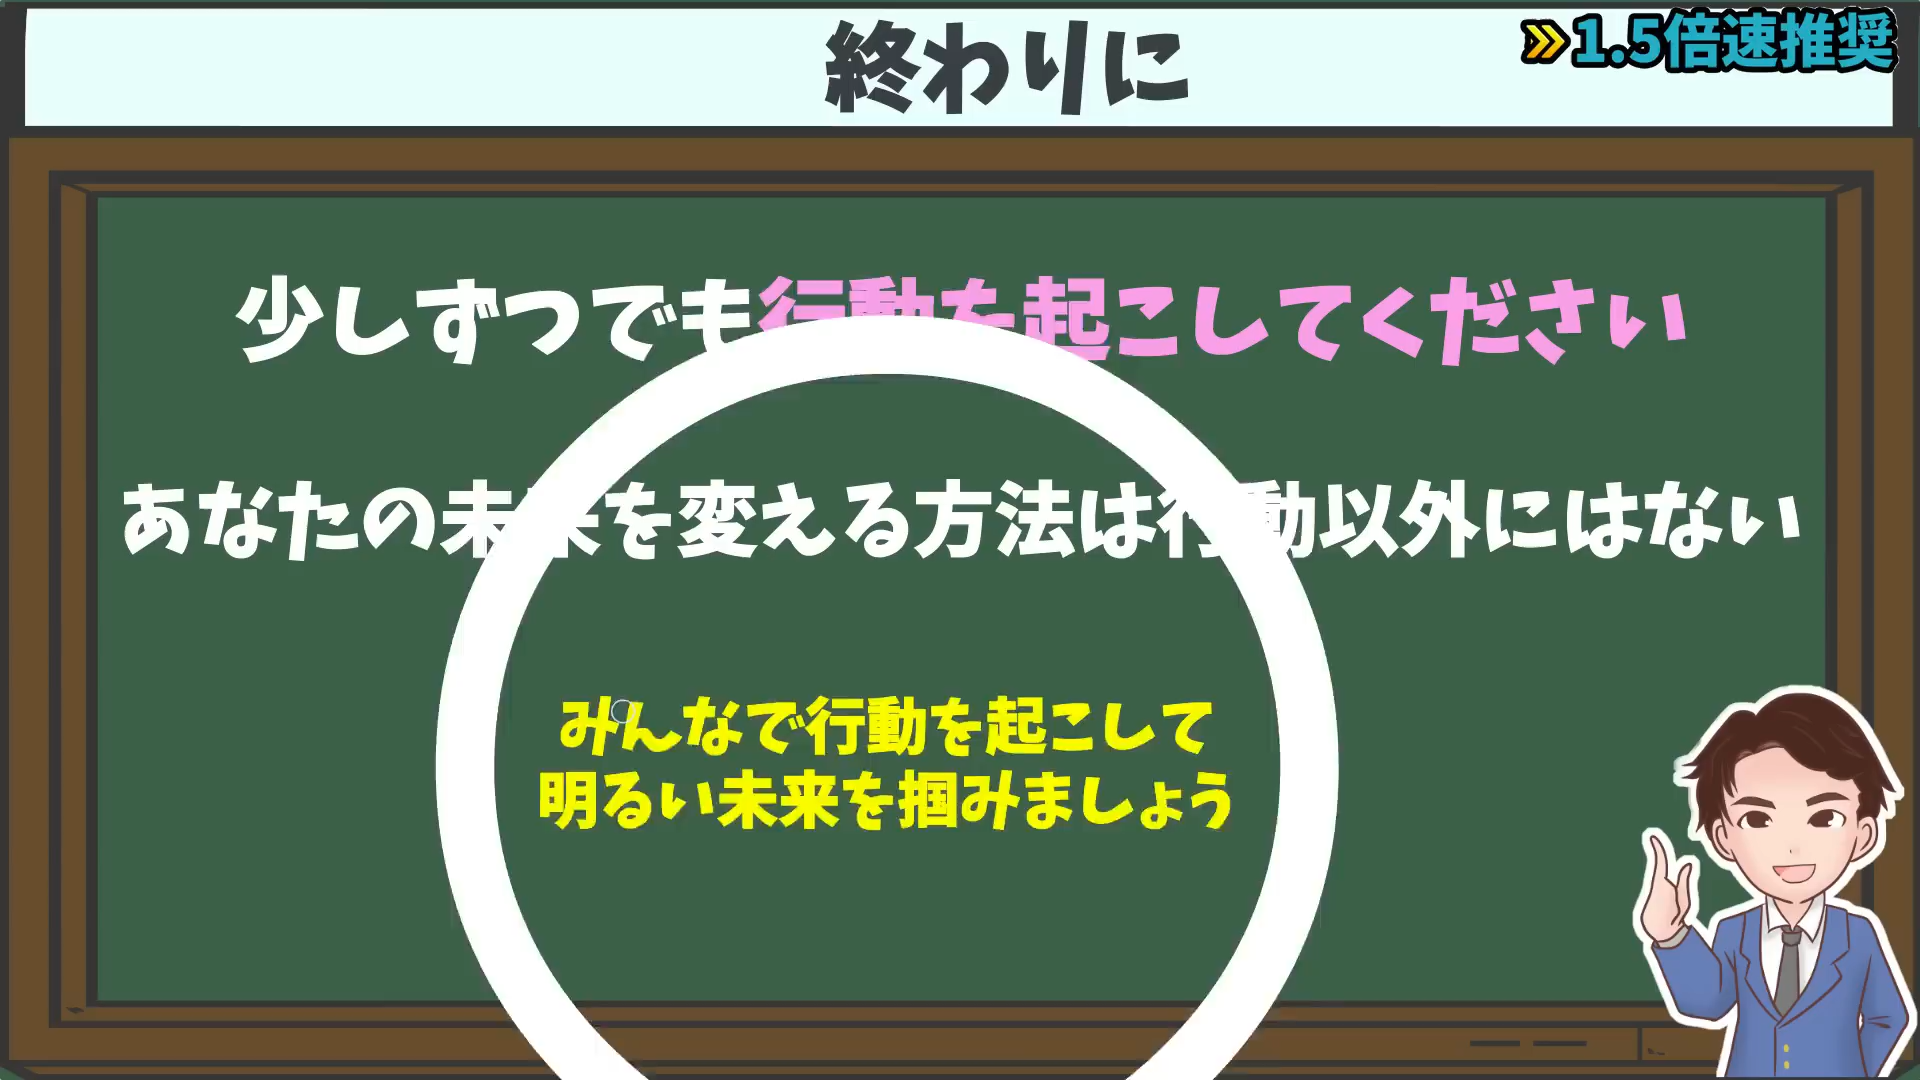 終わりに
1.5倍速推奨
少しずつでも行動を起こしてください
あなたの未来を変える方法は行動以外にはない
みんなで行動を起こして
明るい未来を掴みましょう